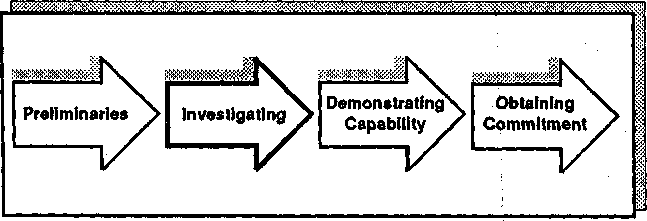 Preliminaries
Investigating
Demonstrating
Capability
Obtaining
Commitment